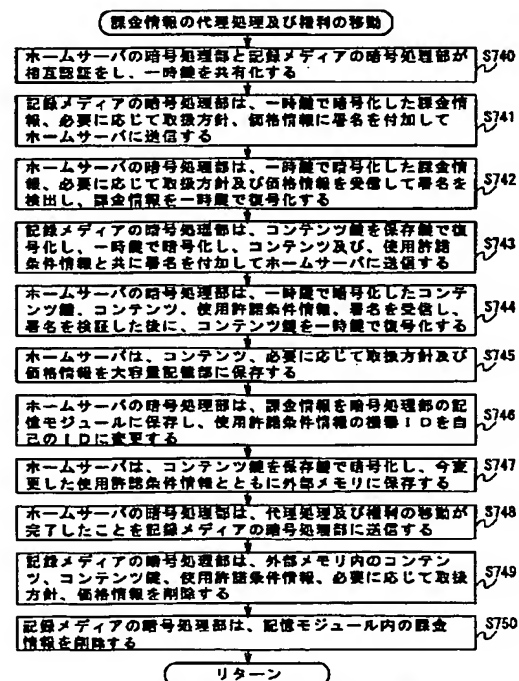 課金情報の代理処理及び権利の移動
ホームサーバの暗号処理部と記録メディアの暗号処理部が
相互認証をし、一時鍵を共有化する
S740
記録メディアの暗号処理部は、一時鍵で暗号化した課金情
報、必要に応じて取扱方針、価格情報に署名を付加して
ホームサーバに送信する
S741
ホームサーバの暗号処理部は、一時鍵で暗号化した課金情
報、必要に応じて取扱方針及び価格情報を受信して署名を
検出し、課金情報を一時鍵で復号化する
S742
記録メディアの暗号処理部は、コンテンツ鍵を保存鍵で復
号化し、一時鍵で暗号化し、コンテンツ及び、使用許諾
条件情報と共に署名を付加してホームサーバに送信する
S743
ホームサーバの暗号処理部は、一時鍵で暗号化したコンテ
ンツ鍵、コンテンツ、使用許諾条件情報、署名を受信し、
署名を検証した後に、コンテンツ鍵を一時鍵で復号化する
S744
ホームサーバは、コンテンツ、必要に応じて取扱方針及び
価格情報を大容量記憶部に保存する
S745
ホームサーバの暗号処理部は、課金情報を暗号処理部の記
憶モジュールに保存し、使用許諾条件情報の機器IDを自
己のIDに変更する
S746
ホームサーバは、コンテンツ鍵を保存鍵で暗号化し、今変
更した使用許諾条件情報とともに外部メモリに保存する
S747
ホームサーバの暗号処理部は、代理処理及び権利の移動が
完了したことを記録メディアの暗号処理部に送信する
S748
記録メディアの暗号処理部は、外部メモリ内のコンテン
ツ、コンテンツ鍵、使用許諾条件情報、必要に応じて取扱
方針、価格情報を削除する
S749
記録メディアの暗号処理部は、記憶モジュール内の課金
情報を削除する
S750
リターン